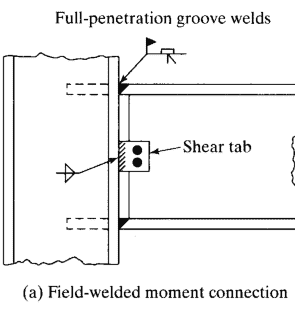 Full-penetration groove welds
Shear tab
(a) Field-welded moment connection